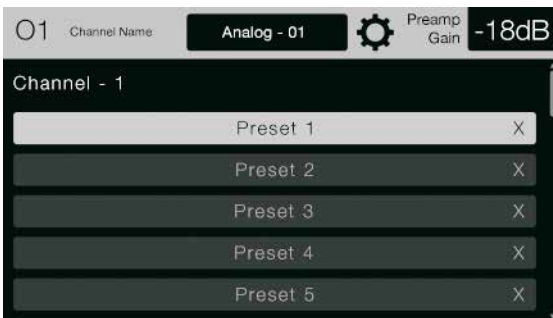 01 Channel Name Analog - 01 Preamp Gain -18dB
Channel - 1
Preset 1 X
Preset 2 X
Preset 3 X
Preset 4 X
Preset 5 X